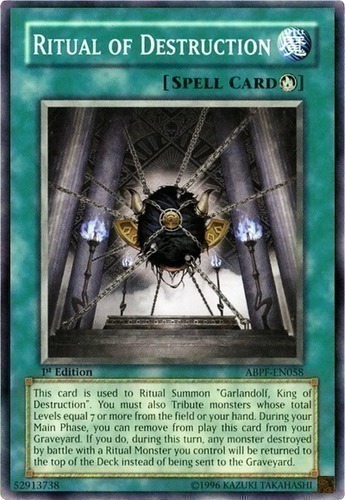 RITUAL OF DESTRUCTION
魔
[SPELL CARD]
1st Edition
ABPF-EN058
This card is used to Ritual Summon "Garlandolf, King of
Destruction". You must also Tribute monsters whose total
Levels equal 7 or more from the field or your hand. During your
Main Phase, you can remove from play this card from your
Graveyard. If you do, during this turn, any monster destroyed
by battle with a Ritual Monster you control will be returned to
the top of the Deck instead of being sent to the Graveyard.
52913738
©1996 KAZUKI TAKAHASHI